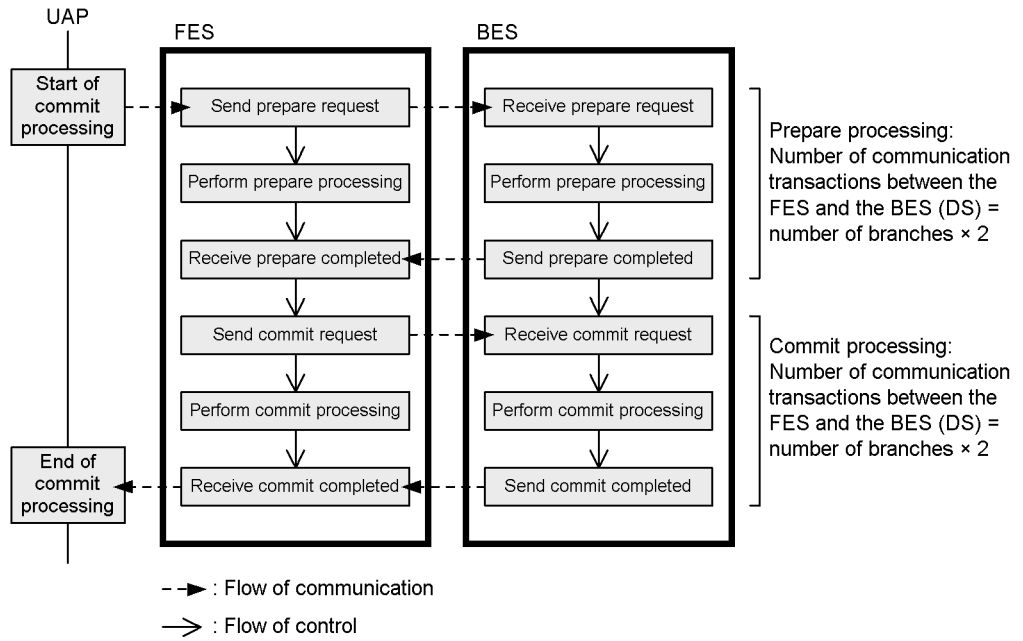 UAP
FES
BES
Start of
commit
processing
Send prepare request
Receive prepare request
Perform prepare processing
Perform prepare processing
Receive prepare completed
Send prepare completed
Prepare processing:
Number of communication
transactions between the
FES and the BES (DS) =
number of branches × 2
Send commit request
Receive commit request
Perform commit processing
Perform commit processing
Receive commit completed
Send commit completed
Commit processing:
Number of communication
transactions between the
FES and the BES (DS) =
number of branches × 2
End of
commit
processing
: Flow of communication
: Flow of control